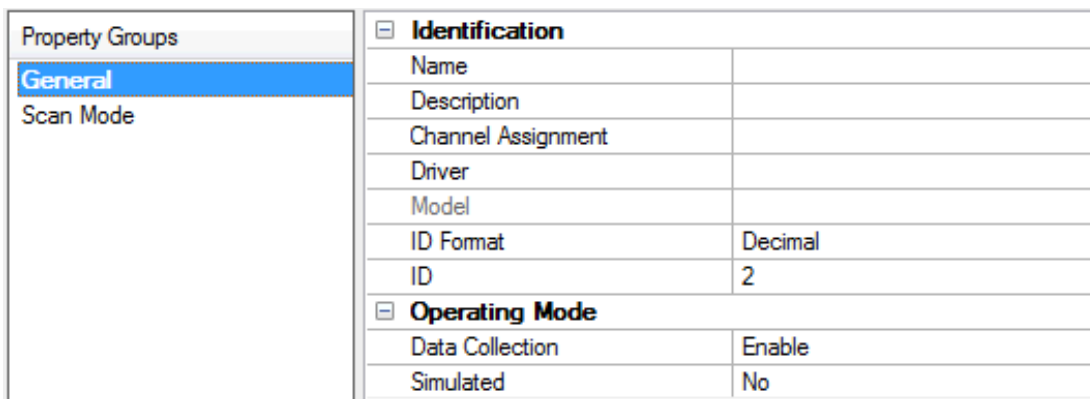 Property Groups
General
Scan Mode
Identification
Name
Description
Channel Assignment
Driver
Model
ID Format Decimal
ID 2
Operating Mode
Data Collection Enable
Simulated No